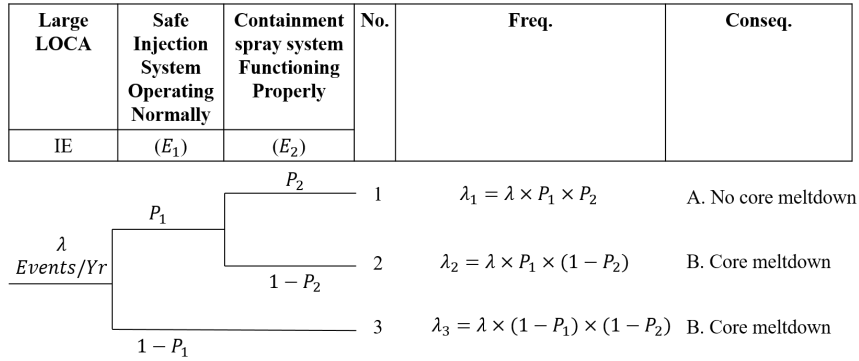 Large
LOCA
Safe
Injection
System
Operating
Normally
Containment
spray system
Functioning
Properly
No.
Freq.
Conseq.
IE
(E₁)
(E₂)
P₂
1
λ₁ = λ × P₁ × P₂
A. No core meltdown
P₁
λ
Events/Yr
2
λ₂ = λ × P₁ × (1 − P₂)
B. Core meltdown
1 − P₂
3
λ₃ = λ × (1 − P₁) × (1 − P₂)
B. Core meltdown
1 − P₁